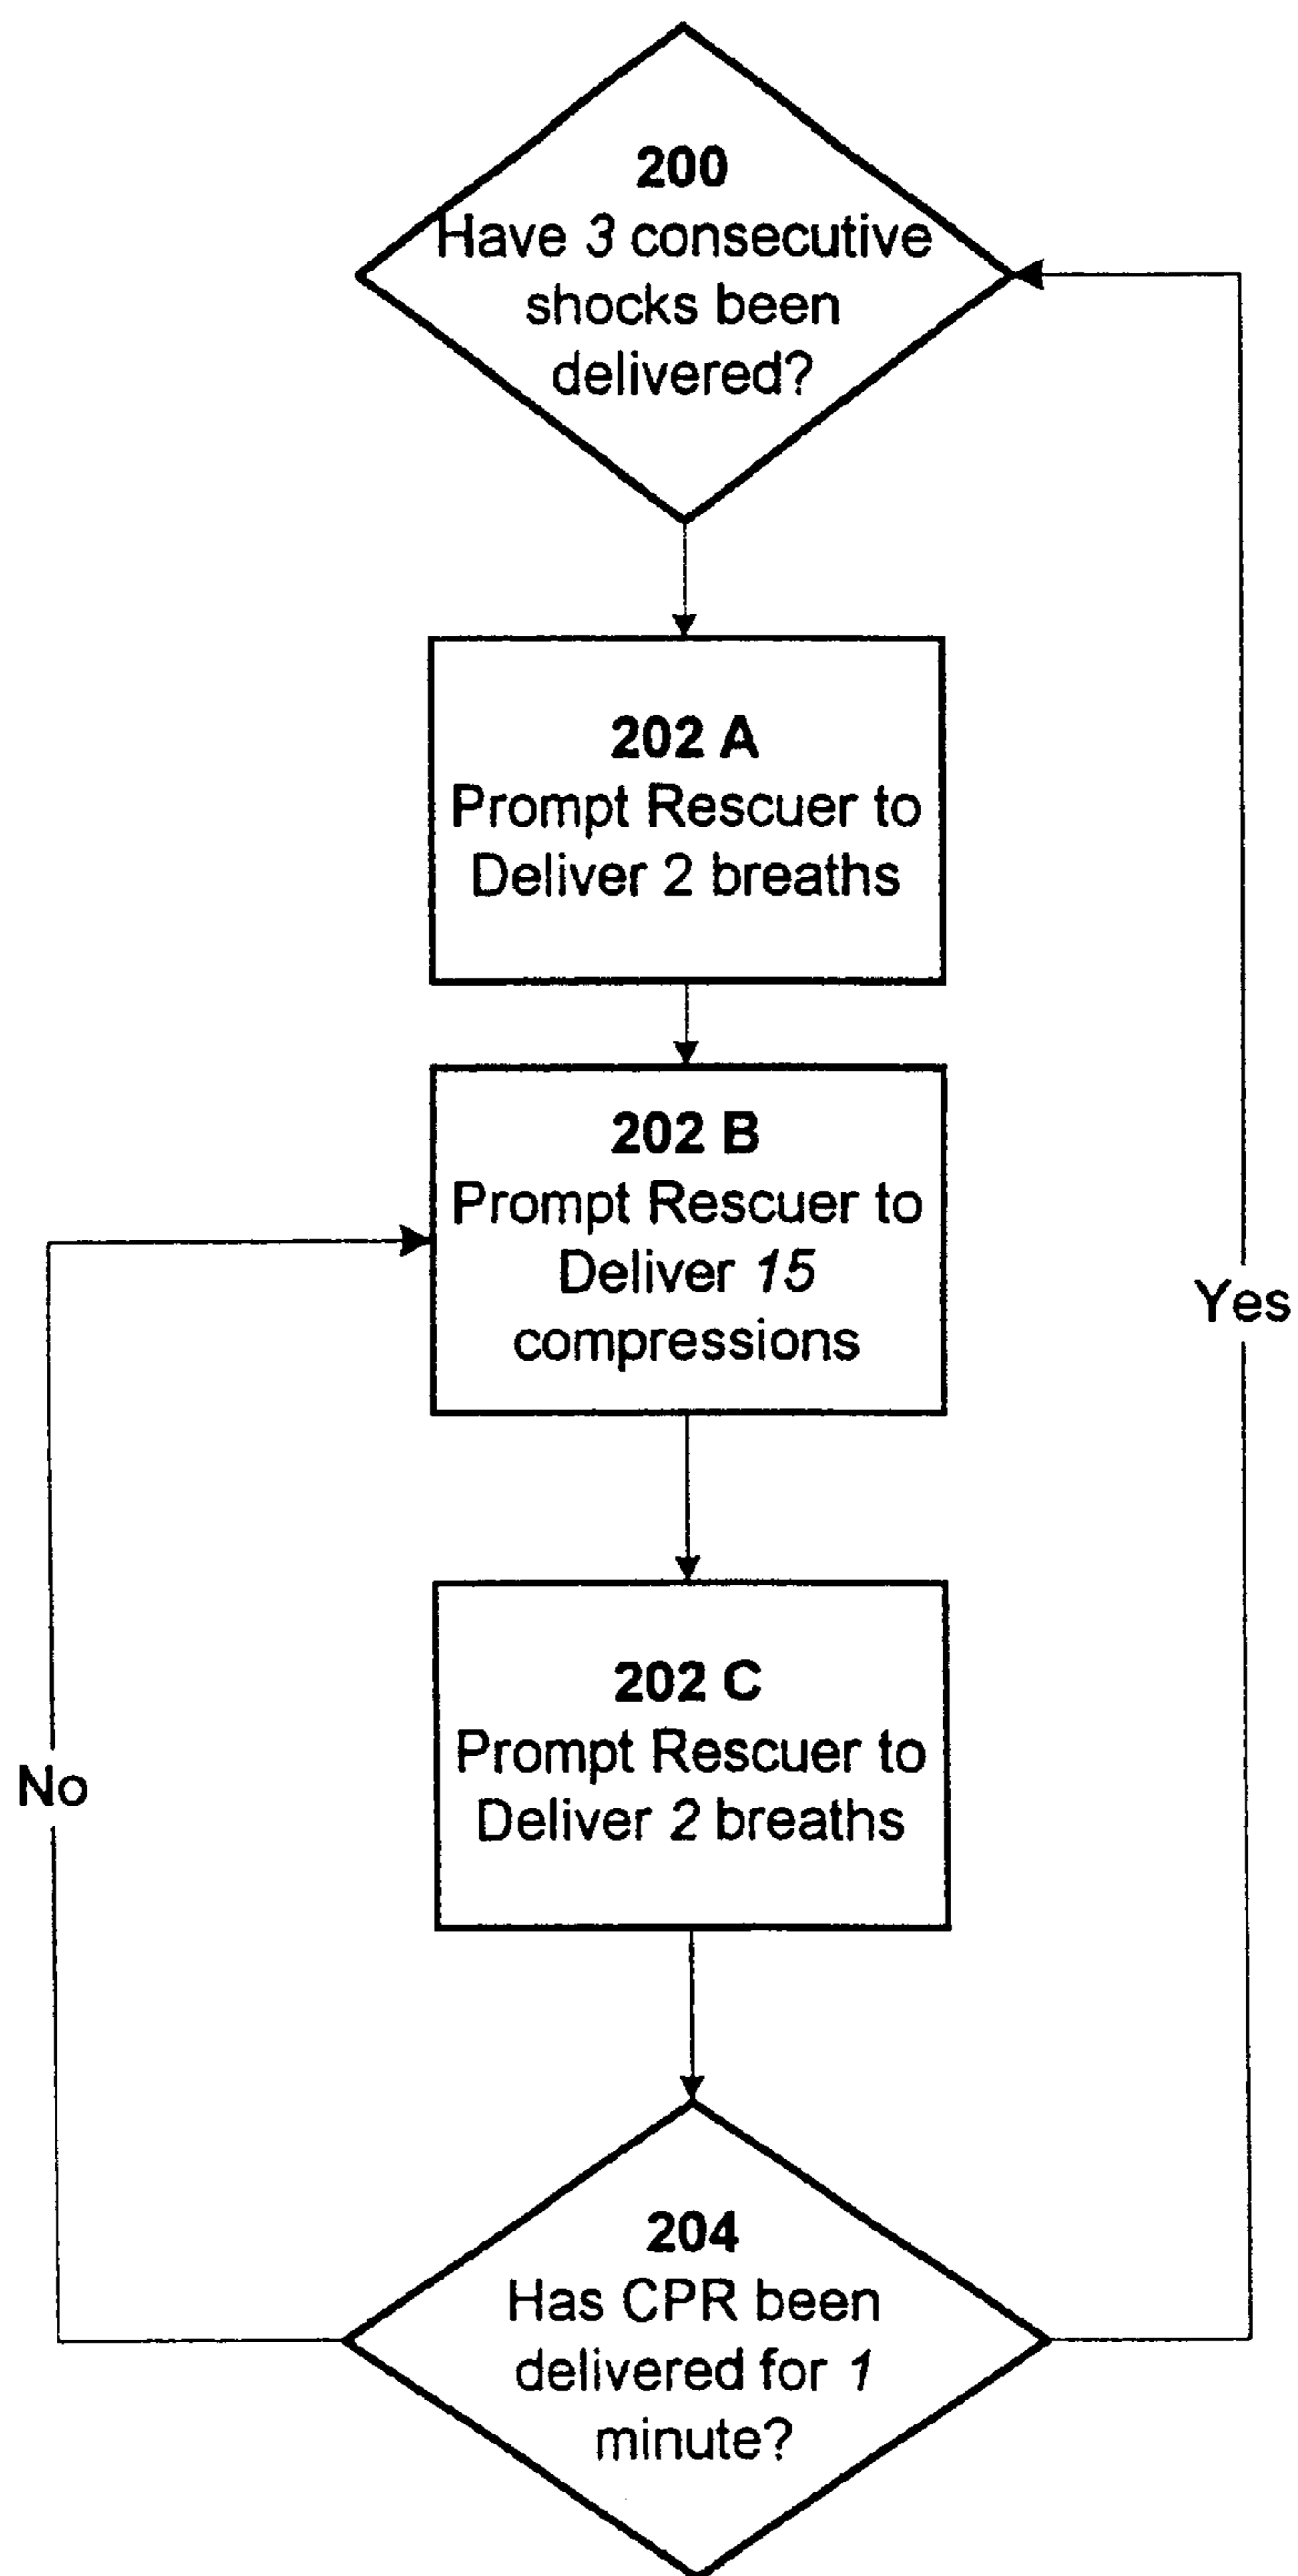 200
Have 3 consecutive
shocks been
delivered?
202 A
Prompt Rescuer to
Deliver 2 breaths
202 B
Prompt Rescuer to
Deliver 15
compressions
Yes
202 C
Prompt Rescuer to
Deliver 2 breaths
No
204
Has CPR been
delivered for 1
minute?